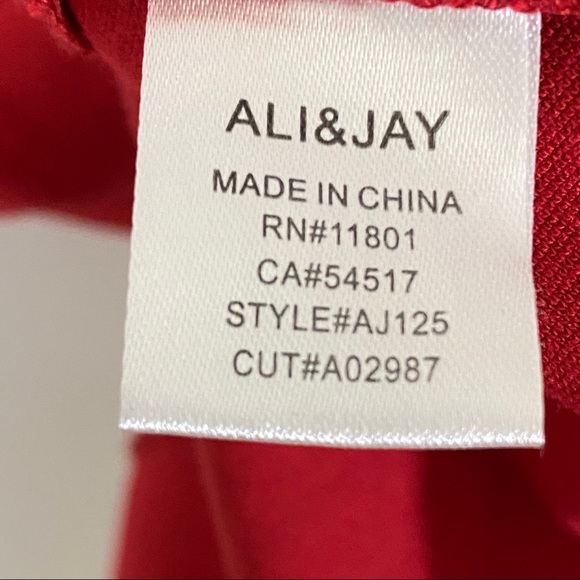 ALI&JAY
MADE IN CHINA
RN#11801
CA#54517
STYLE#AJ125
CUT#A02987